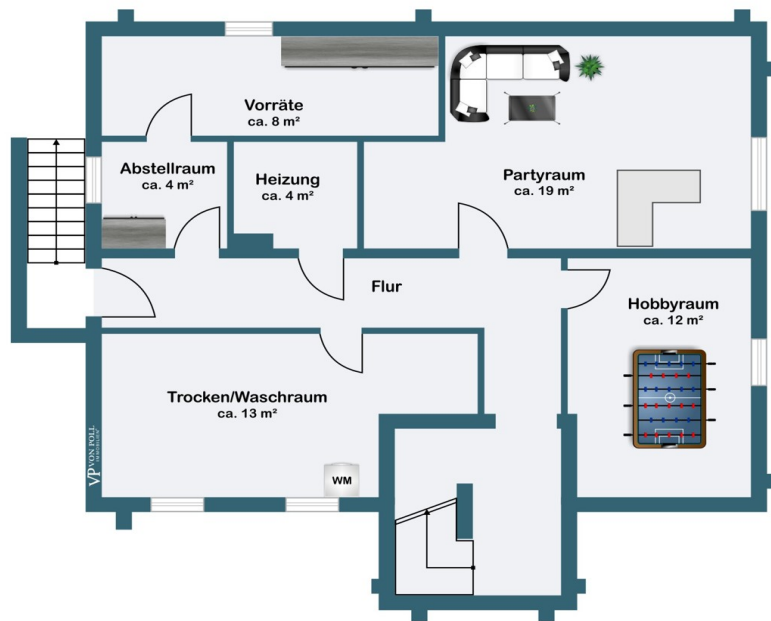 Vorräte
ca. 8 m²
Abstellraum
ca. 4 m²
Heizung
ca. 4 m²
Partyraum
ca. 19 m²
Flur
Hobbyraum
ca. 12 m²
Trocken/Waschraum
ca. 13 m²
WM
VP VON POLL
IMMOBILIEN